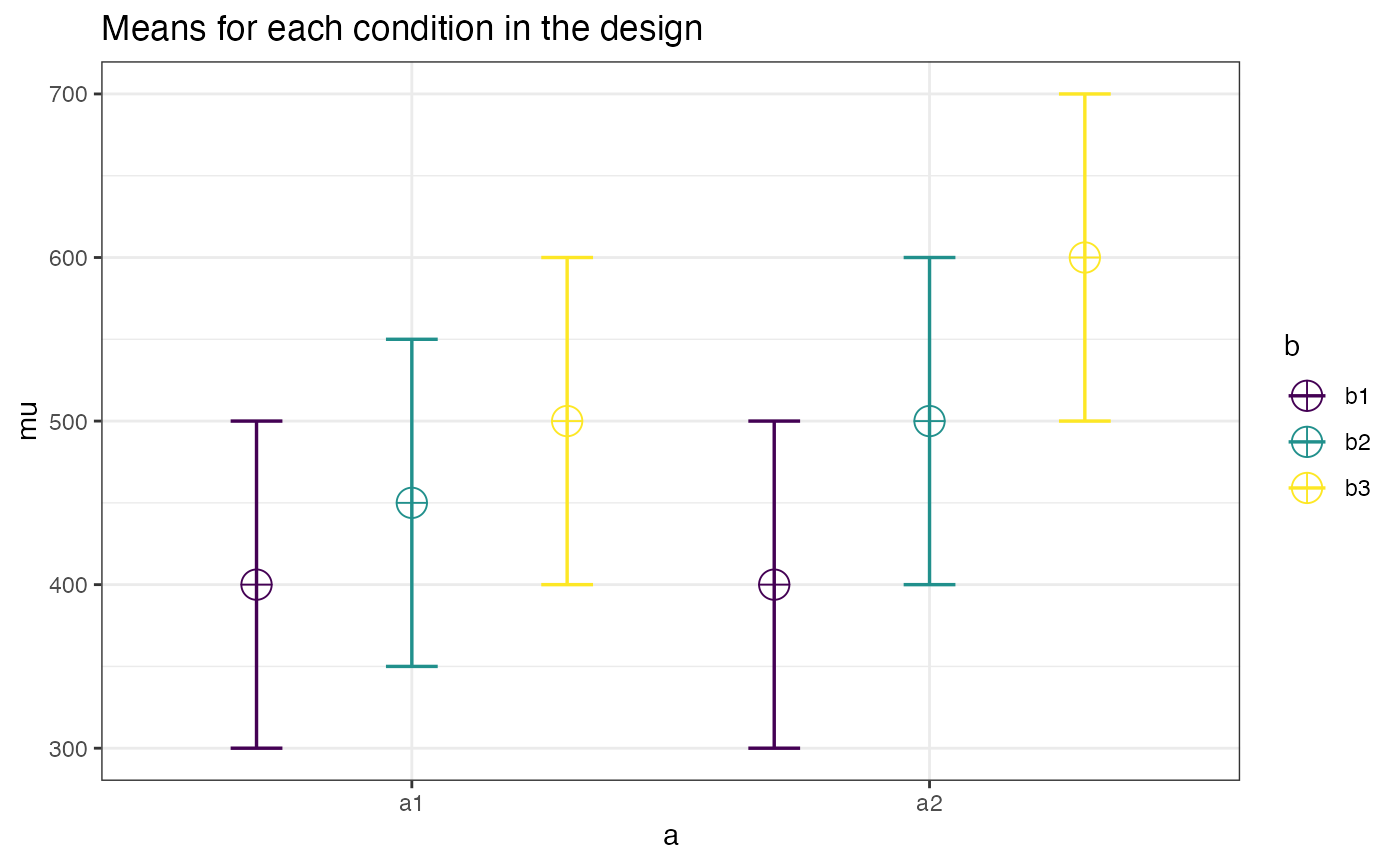 Means for each condition in the design
mu
700
600
500
400
300
a1
a2
a
b
b1
b2
b3